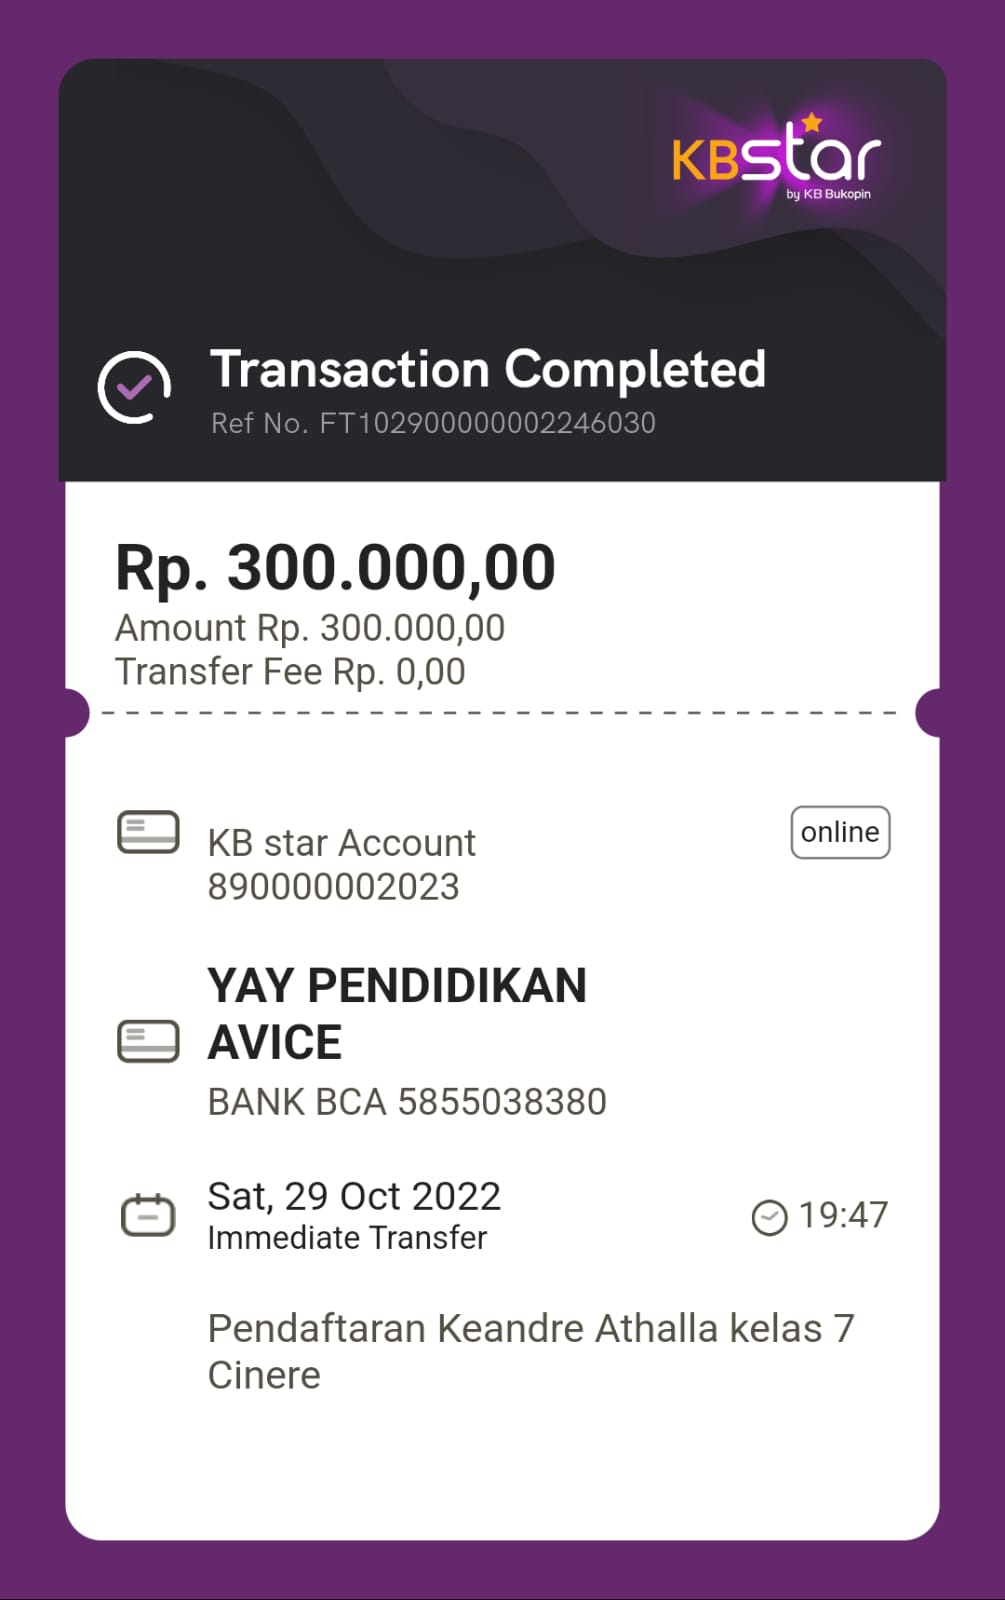 KBstar
by KB Bukopin
Transaction Completed
Ref No. FT102900000002246030
Rp. 300.000,00
Amount Rp. 300.000,00
Transfer Fee Rp. 0,00
KB star Account
online
890000002023
YAY PENDIDIKAN
AVICE
BANK BCA 5855038380
Sat, 29 Oct 2022
Immediate Transfer
19:47
Pendaftaran Keandre Athalla kelas 7
Cinere